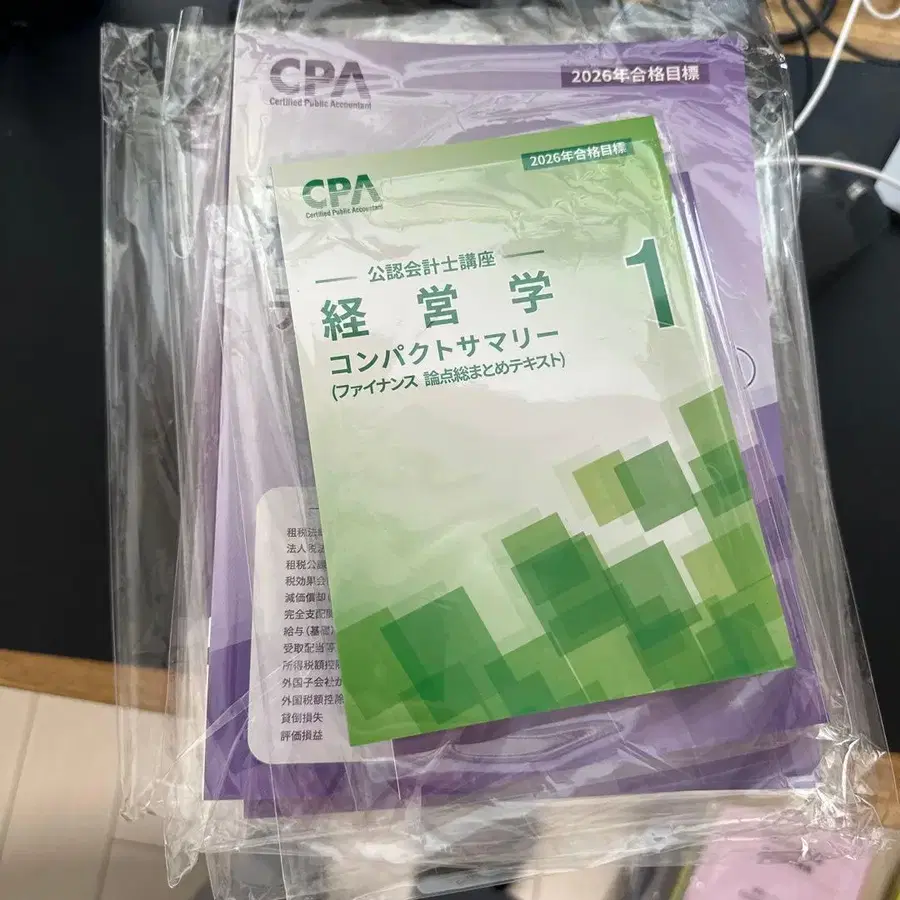 CPA
Certified Public Accountant
2026年合格目標
CPA
Certified Public Accountant
2026年合格目標
公認会計士講座
経営学
1
コンパクトサマリー
(ファイナンス 論点総まとめテキスト)
租税法
法人税法
租税公課
税効果会
減価償却
完全支配
給与(基礎)
受取配当等
所得税額控除
外国子会社か
外国税額控除
貸倒損失
評価損益